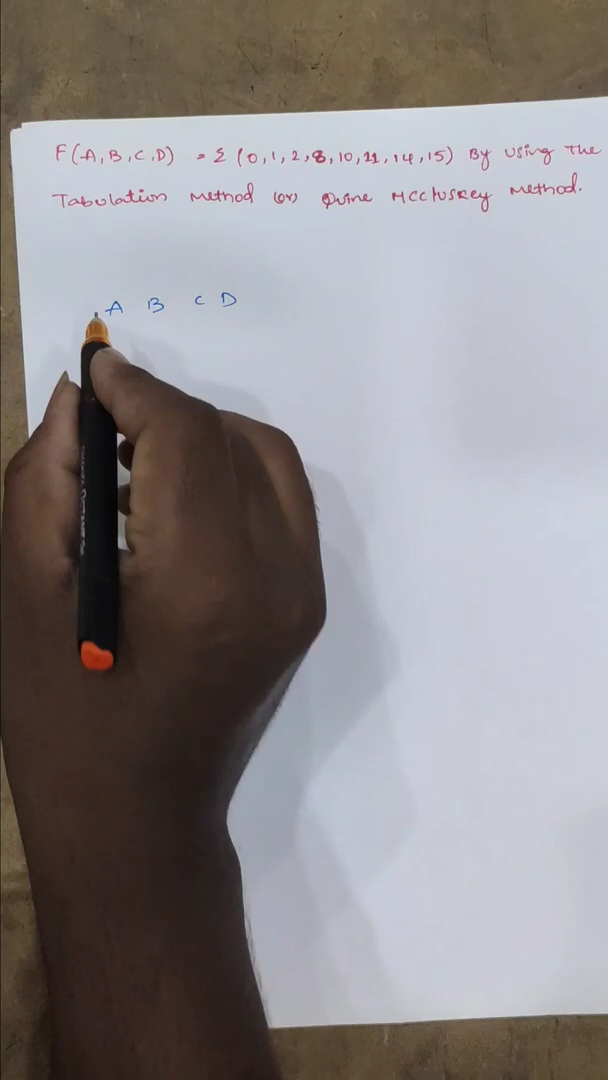 F(A,B,C,D) = Σ (0,1,2,8,10,11,14,15) By using The
Tabulation Method (or) Quine MCCluskey Method.
A B C D